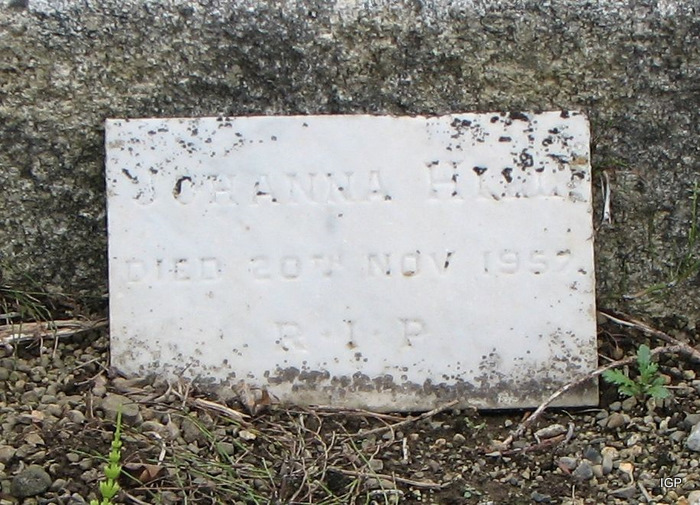 JOHANNA
DIED 20TH NOV 1957
R·I·P
IGP